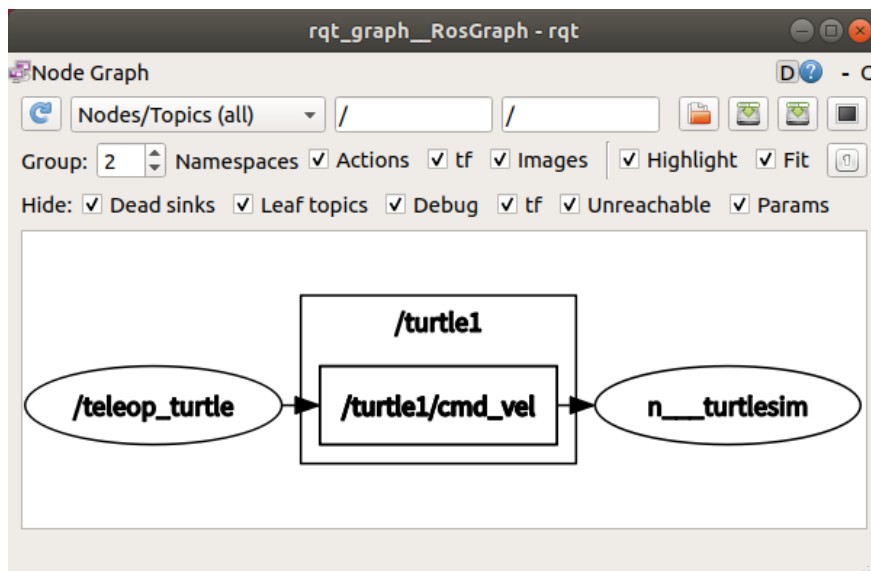 rqt_graph__RosGraph - rqt
Node Graph D ? - C
Nodes/Topics (all) / /
Group: 2 Namespaces Actions tf Images Highlight Fit
Hide: Dead sinks Leaf topics Debug tf Unreachable Params
/turtle1
/teleop_turtle /turtle1/cmd_vel n___turtlesim